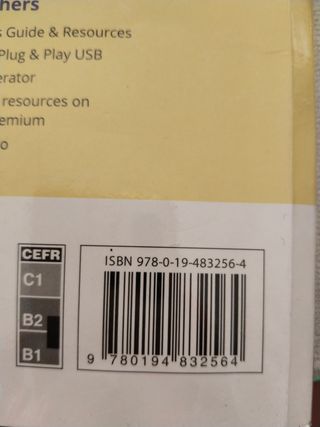 hers
s Guide & Resources
Plug & Play USB
erator
resources on
emium
o
CEFR
C1
B2
B1
ISBN 978-0-19-483256-4
9 780194 832564